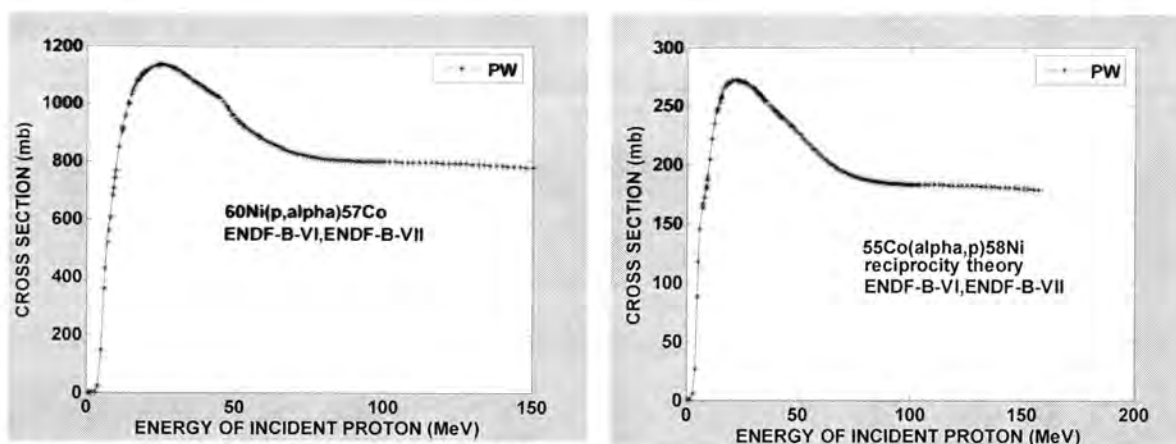 1200
1000
800
600
400
200
0
CROSS SECTION (mb)
PW
60Ni(p,alpha)57Co
ENDF-B-VI,ENDF-B-VII
0 50 100 150
ENERGY OF INCIDENT PROTON (MeV)
300
250
200
150
100
50
0
CROSS SECTION (mb)
PW
55Co(alpha,p)58Ni
reciprocity theory
ENDF-B-VI,ENDF-B-VII
0 50 100 150 200
ENERGY OF INCIDENT PROTON (MeV)